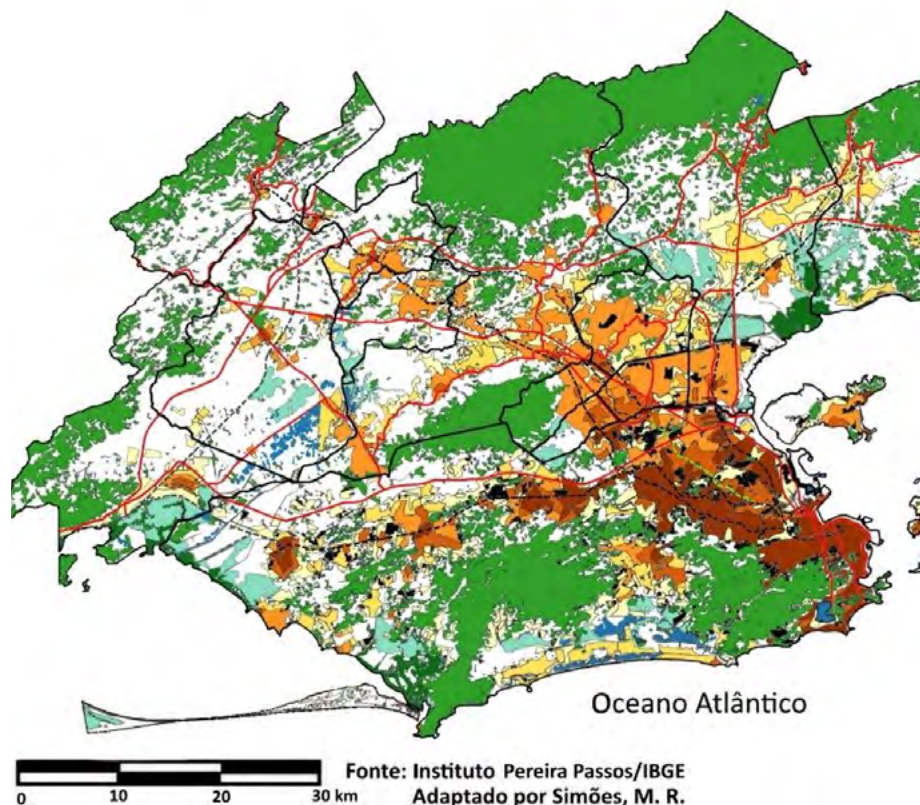 Oceano Atlântico
0 10 20 30 km
Fonte: Instituto Pereira Passos/IBGE
Adaptado por Simões, M. R.